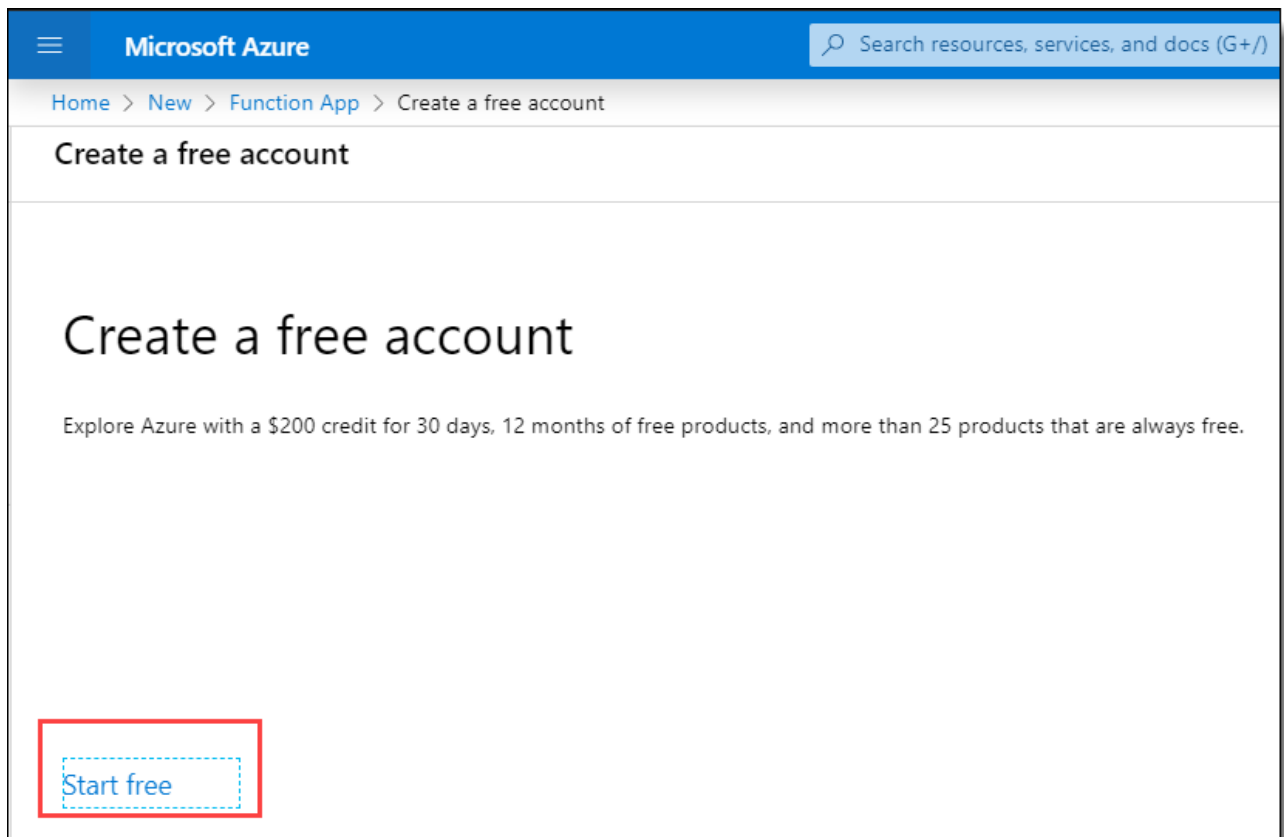 Microsoft Azure
Search resources, services, and docs (G+/)
Home > New > Function App > Create a free account
Create a free account
Create a free account
Explore Azure with a $200 credit for 30 days, 12 months of free products, and more than 25 products that are always free.
Start free